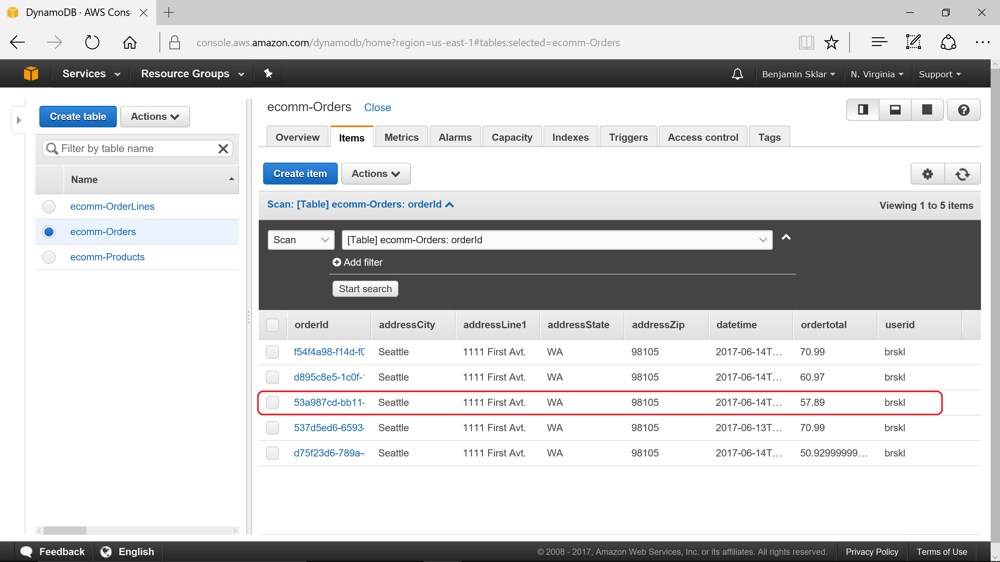 DynamoDB · AWS Cons
console.aws.amazon.com/dynamodb/home?region=us-east-1#tables:selected=ecomm-Orders
Services Resource Groups Benjamin Sklar N. Virginia Support
Create table Actions
Filter by table name
Name
ecomm-OrderLines
ecomm-Orders
ecomm-Products
ecomm-Orders Close
Overview Items Metrics Alarms Capacity Indexes Triggers Access control Tags
Create item Actions
Scan: [Table] ecomm-Orders: orderId Viewing 1 to 5 items
Scan [Table] ecomm-Orders: orderId
Add filter
Start search
orderId addressCity addressLine1 addressState addressZip datetime ordertotal userid
f54f4a98-f14d-f0 Seattle 1111 First Avt. WA 98105 2017-06-14T... 70.99 brskl
d895c8e5-1c0f- Seattle 1111 First Avt. WA 98105 2017-06-14T... 60.97 brskl
53a987cd-bb11- Seattle 1111 First Avt. WA 98105 2017-06-14T... 57.89 brskl
537d5ed6-6593- Seattle 1111 First Avt. WA 98105 2017-06-13T... 70.99 brskl
d75f23d6-789a- Seattle 1111 First Avt. WA 98105 2017-06-14T... 50.92999999... brskl
Feedback English © 2008 - 2017, Amazon Web Services, Inc. or its affiliates. All rights reserved. Privacy Policy Terms of Use